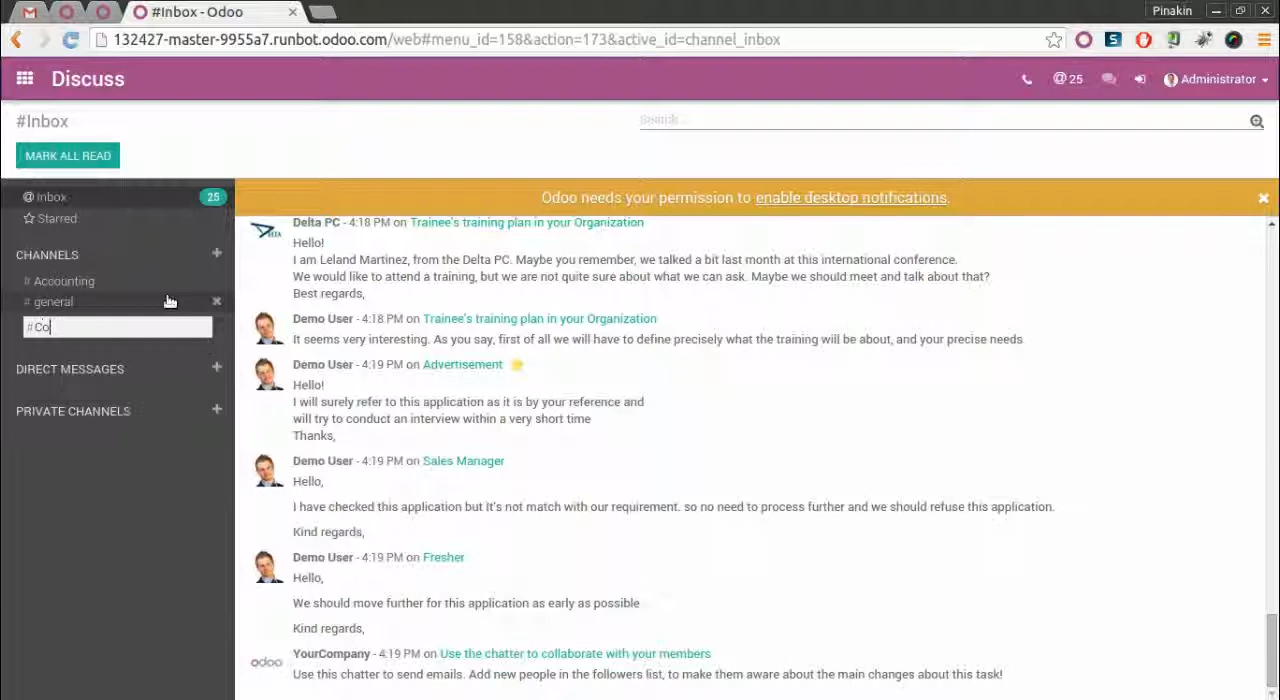 #Inbox - Odoo
Pinakin
132427-master-9955a7.runbot.odoo.com/web#menu_id=158&action=173&active_id=channel_inbox
Discuss
@ 25
Administrator
#Inbox
Search...
MARK ALL READ
@ Inbox
25
Starred
CHANNELS
# Accounting
# general
#Co
DIRECT MESSAGES
PRIVATE CHANNELS
Odoo needs your permission to enable desktop notifications.
Delta PC - 4:18 PM on Trainee's training plan in your Organization
Hello!
I am Leland Martinez, from the Delta PC. Maybe you remember, we talked a bit last month at this international conference.
We would like to attend a training, but we are not quite sure about what we can ask. Maybe we should meet and talk about that?
Best regards,
Demo User - 4:18 PM on Trainee's training plan in your Organization
It seems very interesting. As you say, first of all we will have to define precisely what the training will be about, and your precise needs
Demo User - 4:19 PM on Advertisement
Hello!
I will surely refer to this application as it is by your reference and
will try to conduct an interview within a very short time
Thanks,
Demo User - 4:19 PM on Sales Manager
Hello,
I have checked this application but it's not match with our requirement. so no need to process further and we should refuse this application.
Kind regards,
Demo User - 4:19 PM on Fresher
Hello,
We should move further for this application as early as possible
Kind regards,
odoo
YourCompany - 4:19 PM on Use the chatter to collaborate with your members
Use this chatter to send emails. Add new people in the followers list, to make them aware about the main changes about this task!